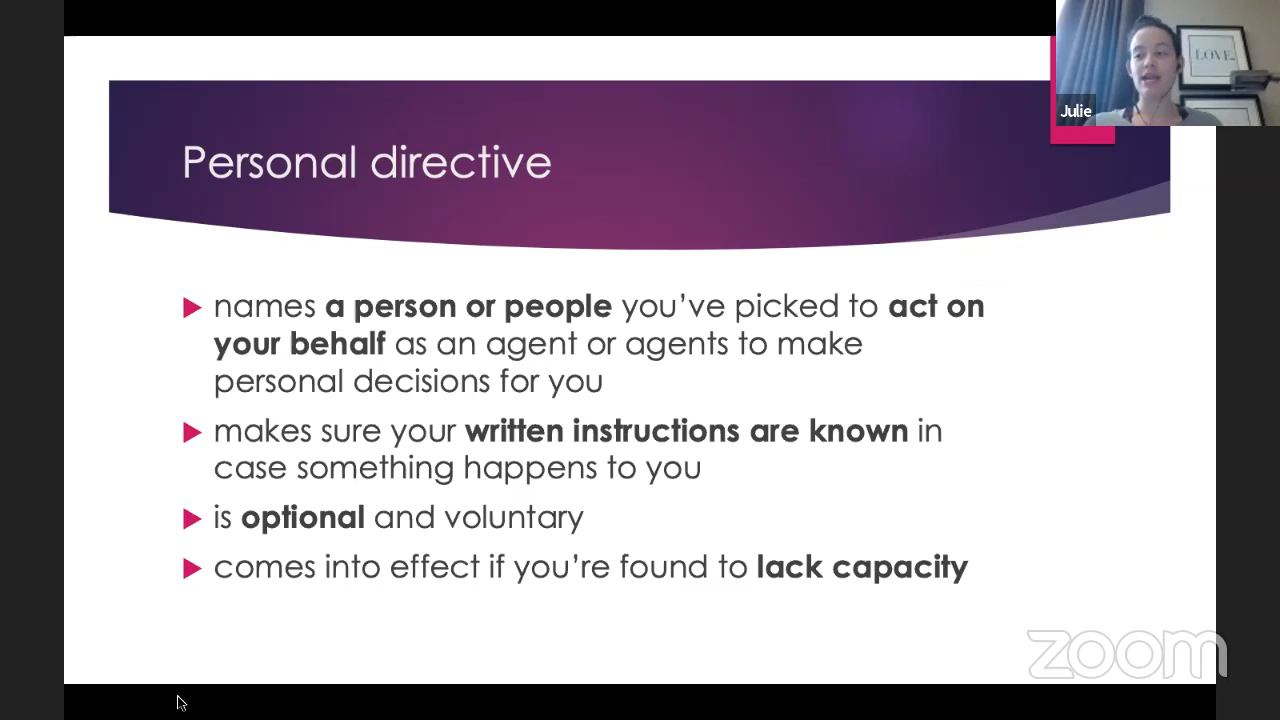 LOVE
Julie
Personal directive
names a person or people you’ve picked to act on
your behalf as an agent or agents to make
personal decisions for you
makes sure your written instructions are known in
case something happens to you
is optional and voluntary
comes into effect if you’re found to lack capacity
zoom